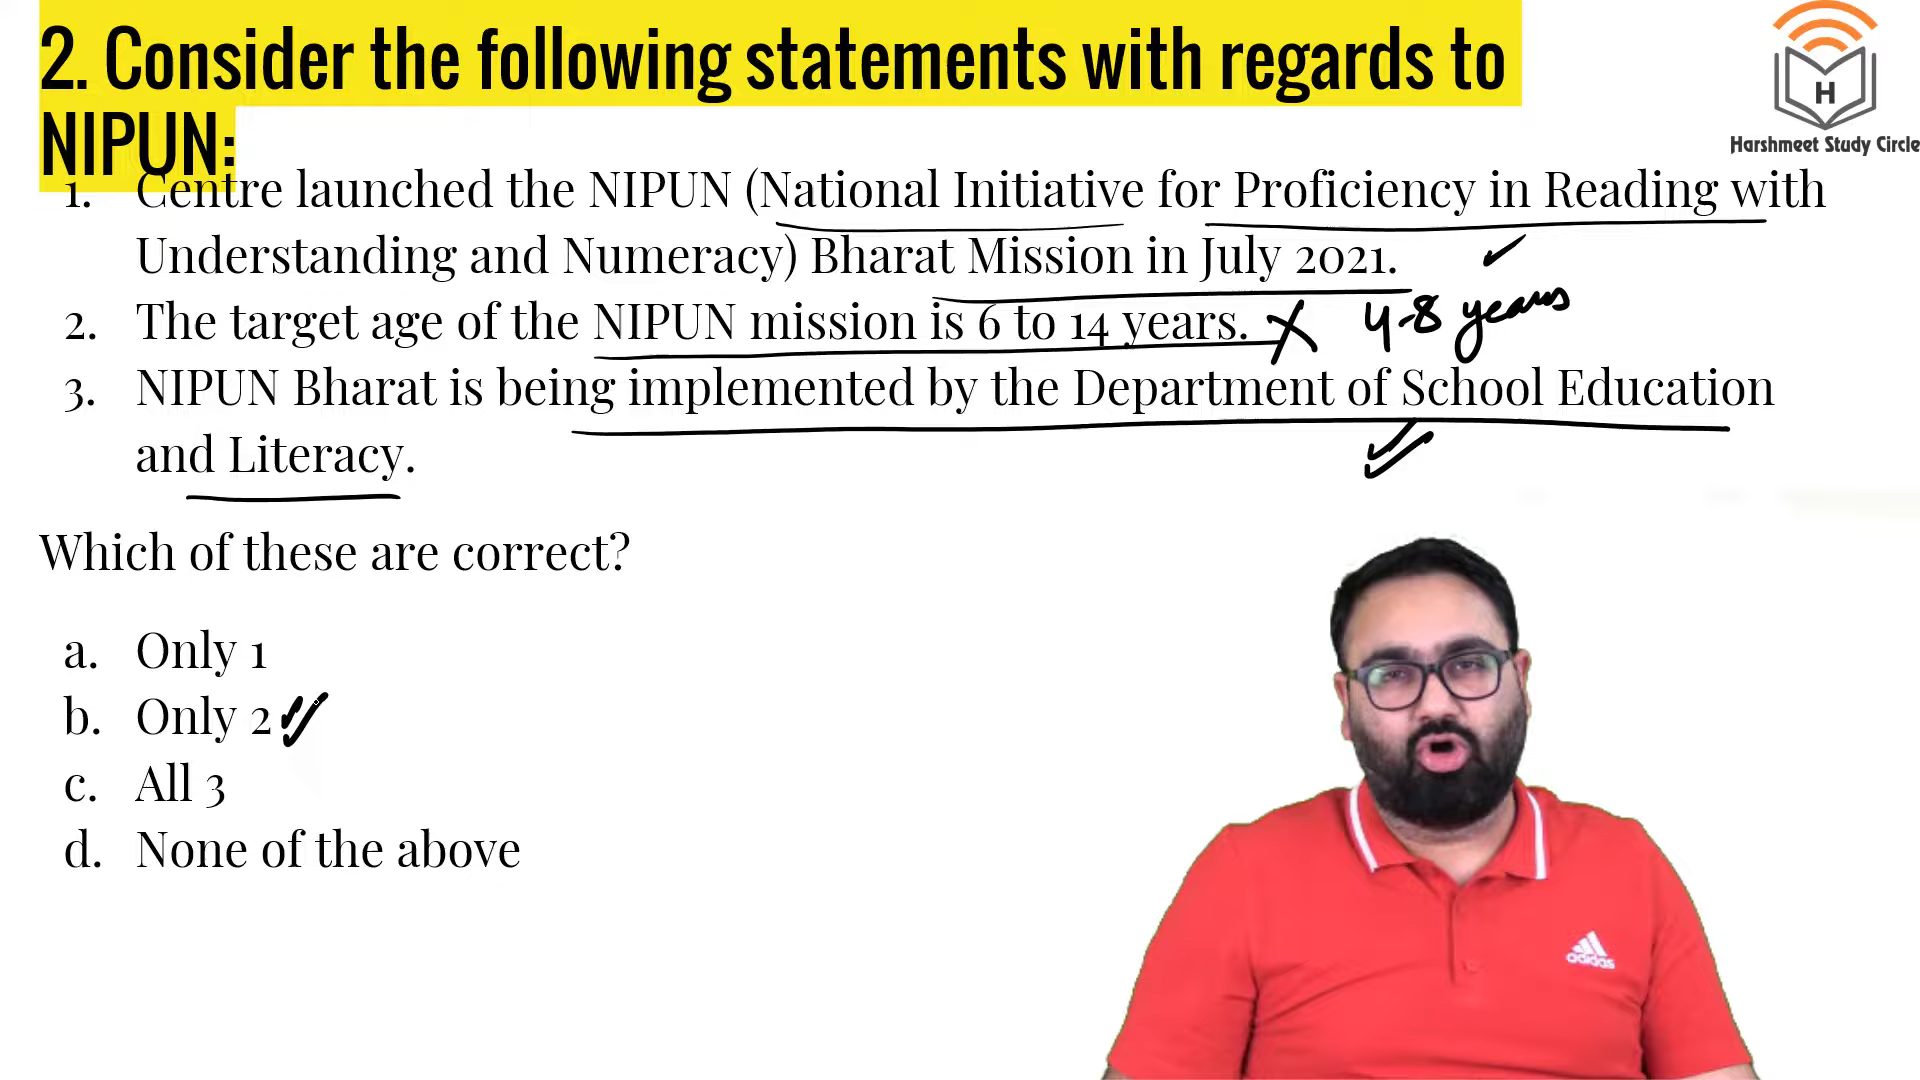 2. Consider the following statements with regards to
NIPUN:
H
Harshmeet Study Circle
1. Centre launched the NIPUN (National Initiative for Proficiency in Reading with
Understanding and Numeracy) Bharat Mission in July 2021.
2. The target age of the NIPUN mission is 6 to 14 years. 4-8 years
3. NIPUN Bharat is being implemented by the Department of School Education
and Literacy.
Which of these are correct?
a. Only 1
b. Only 2
c. All 3
d. None of the above
adidas